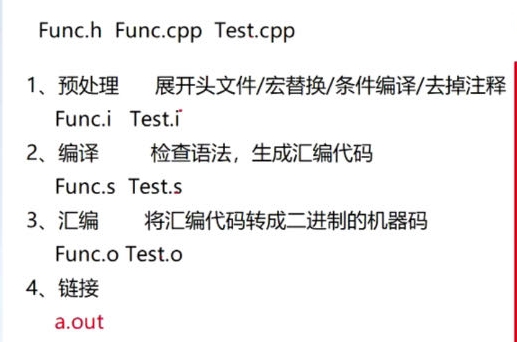 Func.h Func.cpp Test.cpp
1、预处理 展开头文件/宏替换/条件编译/去掉注释
Func.i Test.i
2、编译 检查语法，生成汇编代码
Func.s Test.s
3、汇编 将汇编代码转成二进制的机器码
Func.o Test.o
4、链接
a.out